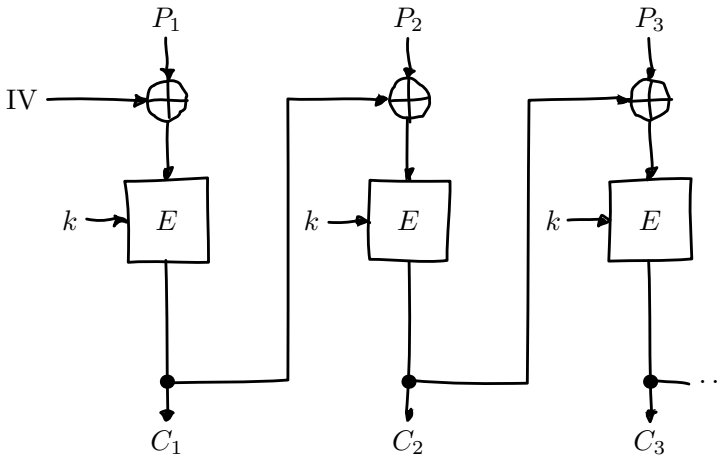 P₁ P₂ P₃
IV
k E k E k E
C₁ C₂ C₃